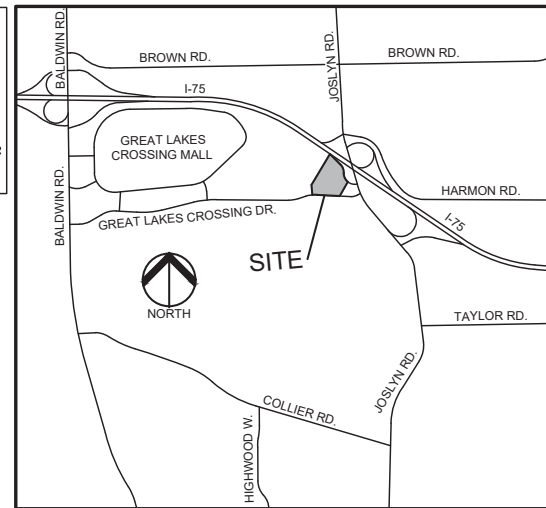 BALDWIN RD.
BROWN RD.
BROWN RD.
JOSLYN RD.
I-75
GREAT LAKES
CROSSING MALL
HARMON RD.
BALDWIN RD.
GREAT LAKES CROSSING DR.
I-75
SITE
NORTH
TAYLOR RD.
JOSLYN RD.
COLLIER RD.
HIGHWOOD W.